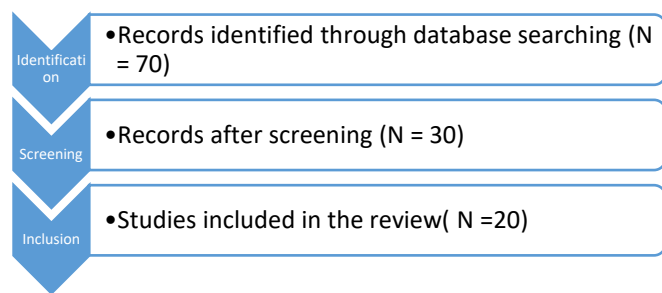 •Records identified through database searching (N
= 70)
Identificati
on
•Records after screening (N = 30)
Screening
•Studies included in the review( N =20)
Inclusion